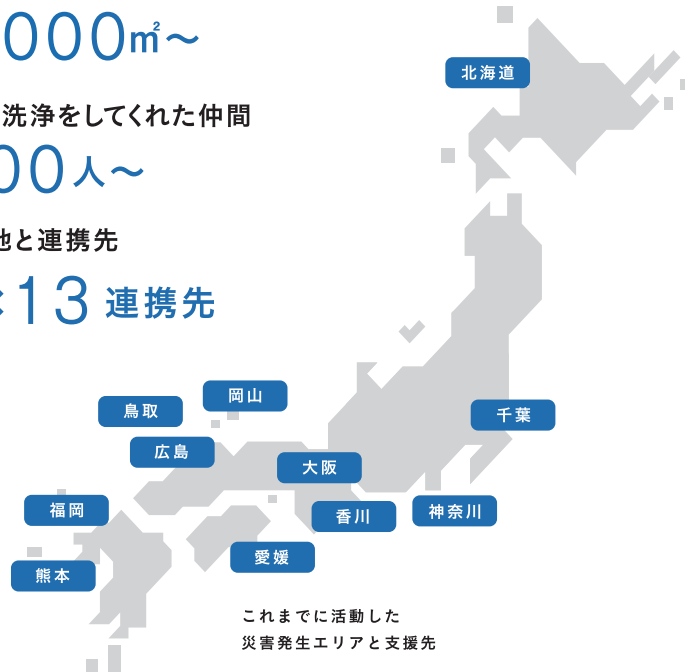 000㎡〜
洗浄をしてくれた仲間
00人〜
地と連携先
×13 連携先
北海道
岡山
鳥取
千葉
広島
大阪
福岡
香川
神奈川
愛媛
熊本
これまでに活動した
災害発生エリアと支援先